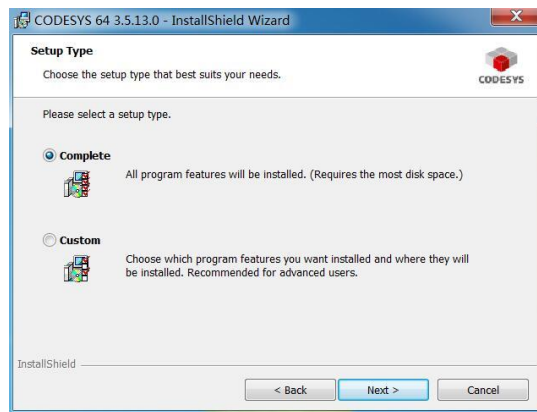 CODESYS 64 3.5.13.0 - InstallShield Wizard
Setup Type
Choose the setup type that best suits your needs.
CODESYS
Please select a setup type.
Complete
All program features will be installed. (Requires the most disk space.)
Custom
Choose which program features you want installed and where they will
be installed. Recommended for advanced users.
InstallShield
< Back
Next >
Cancel